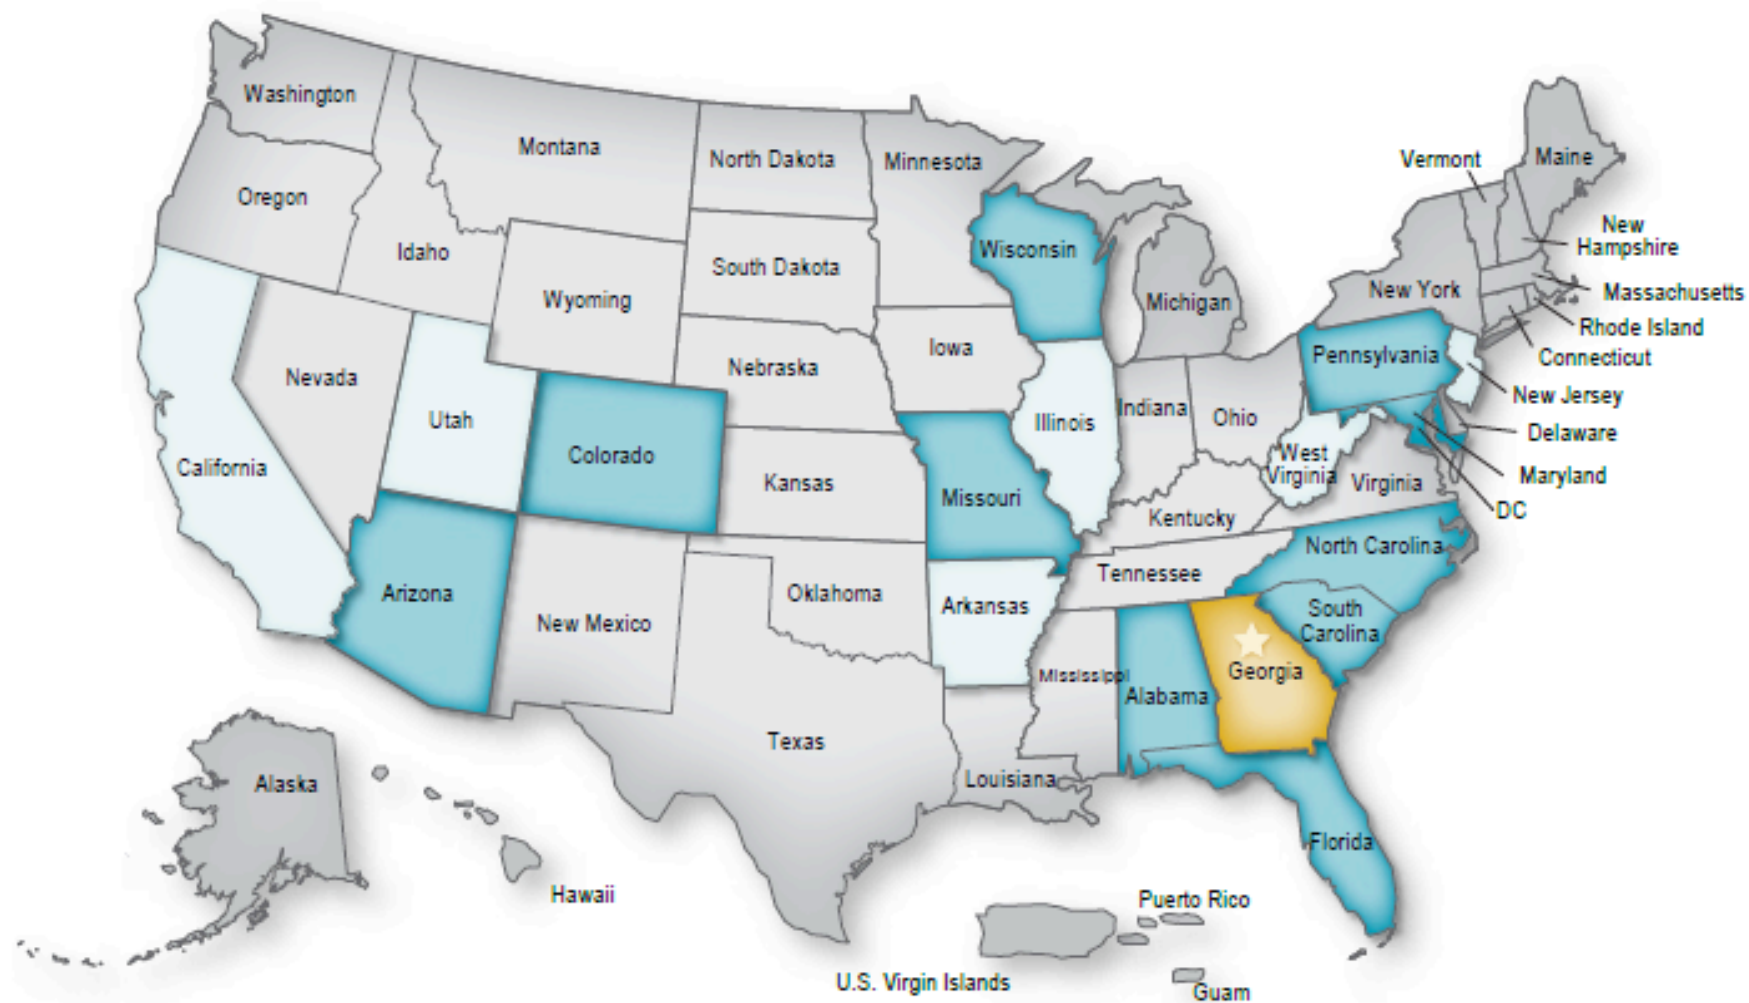 Washington
Montana
North Dakota
Minnesota
Vermont
Maine
Oregon
Idaho
Wisconsin
New
Hampshire
South Dakota
Wyoming
Michigan
New York
Massachusetts
Rhode Island
Iowa
Pennsylvania
Connecticut
Nebraska
Nevada
New Jersey
Utah
Illinois
Indiana
Ohio
Delaware
Colorado
California
West
Virginia
Virginia
Maryland
Kansas
Missouri
DC
Kentucky
North Carolina
Tennessee
Arizona
Oklahoma
Arkansas
South
Carolina
New Mexico
Mississippi
Georgia
Alabama
Texas
Louisiana
Alaska
Florida
Hawaii
Puerto Rico
U.S. Virgin Islands
Guam